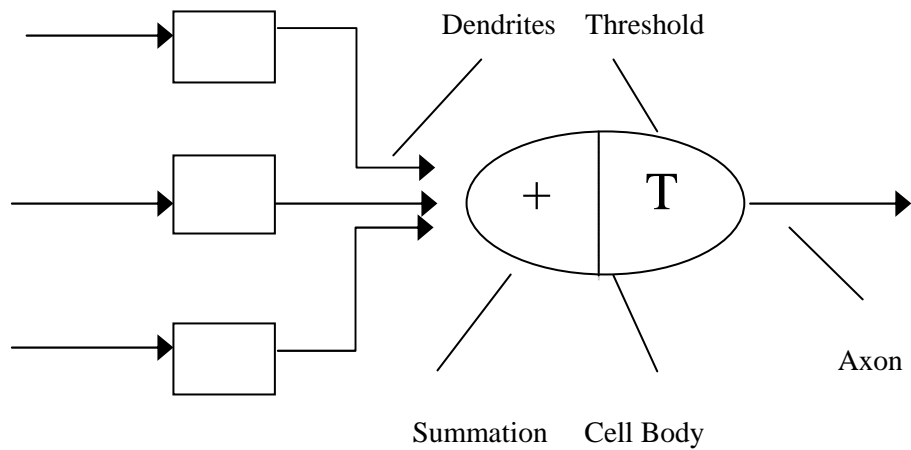 Dendrites Threshold
+ T
Axon
Summation Cell Body